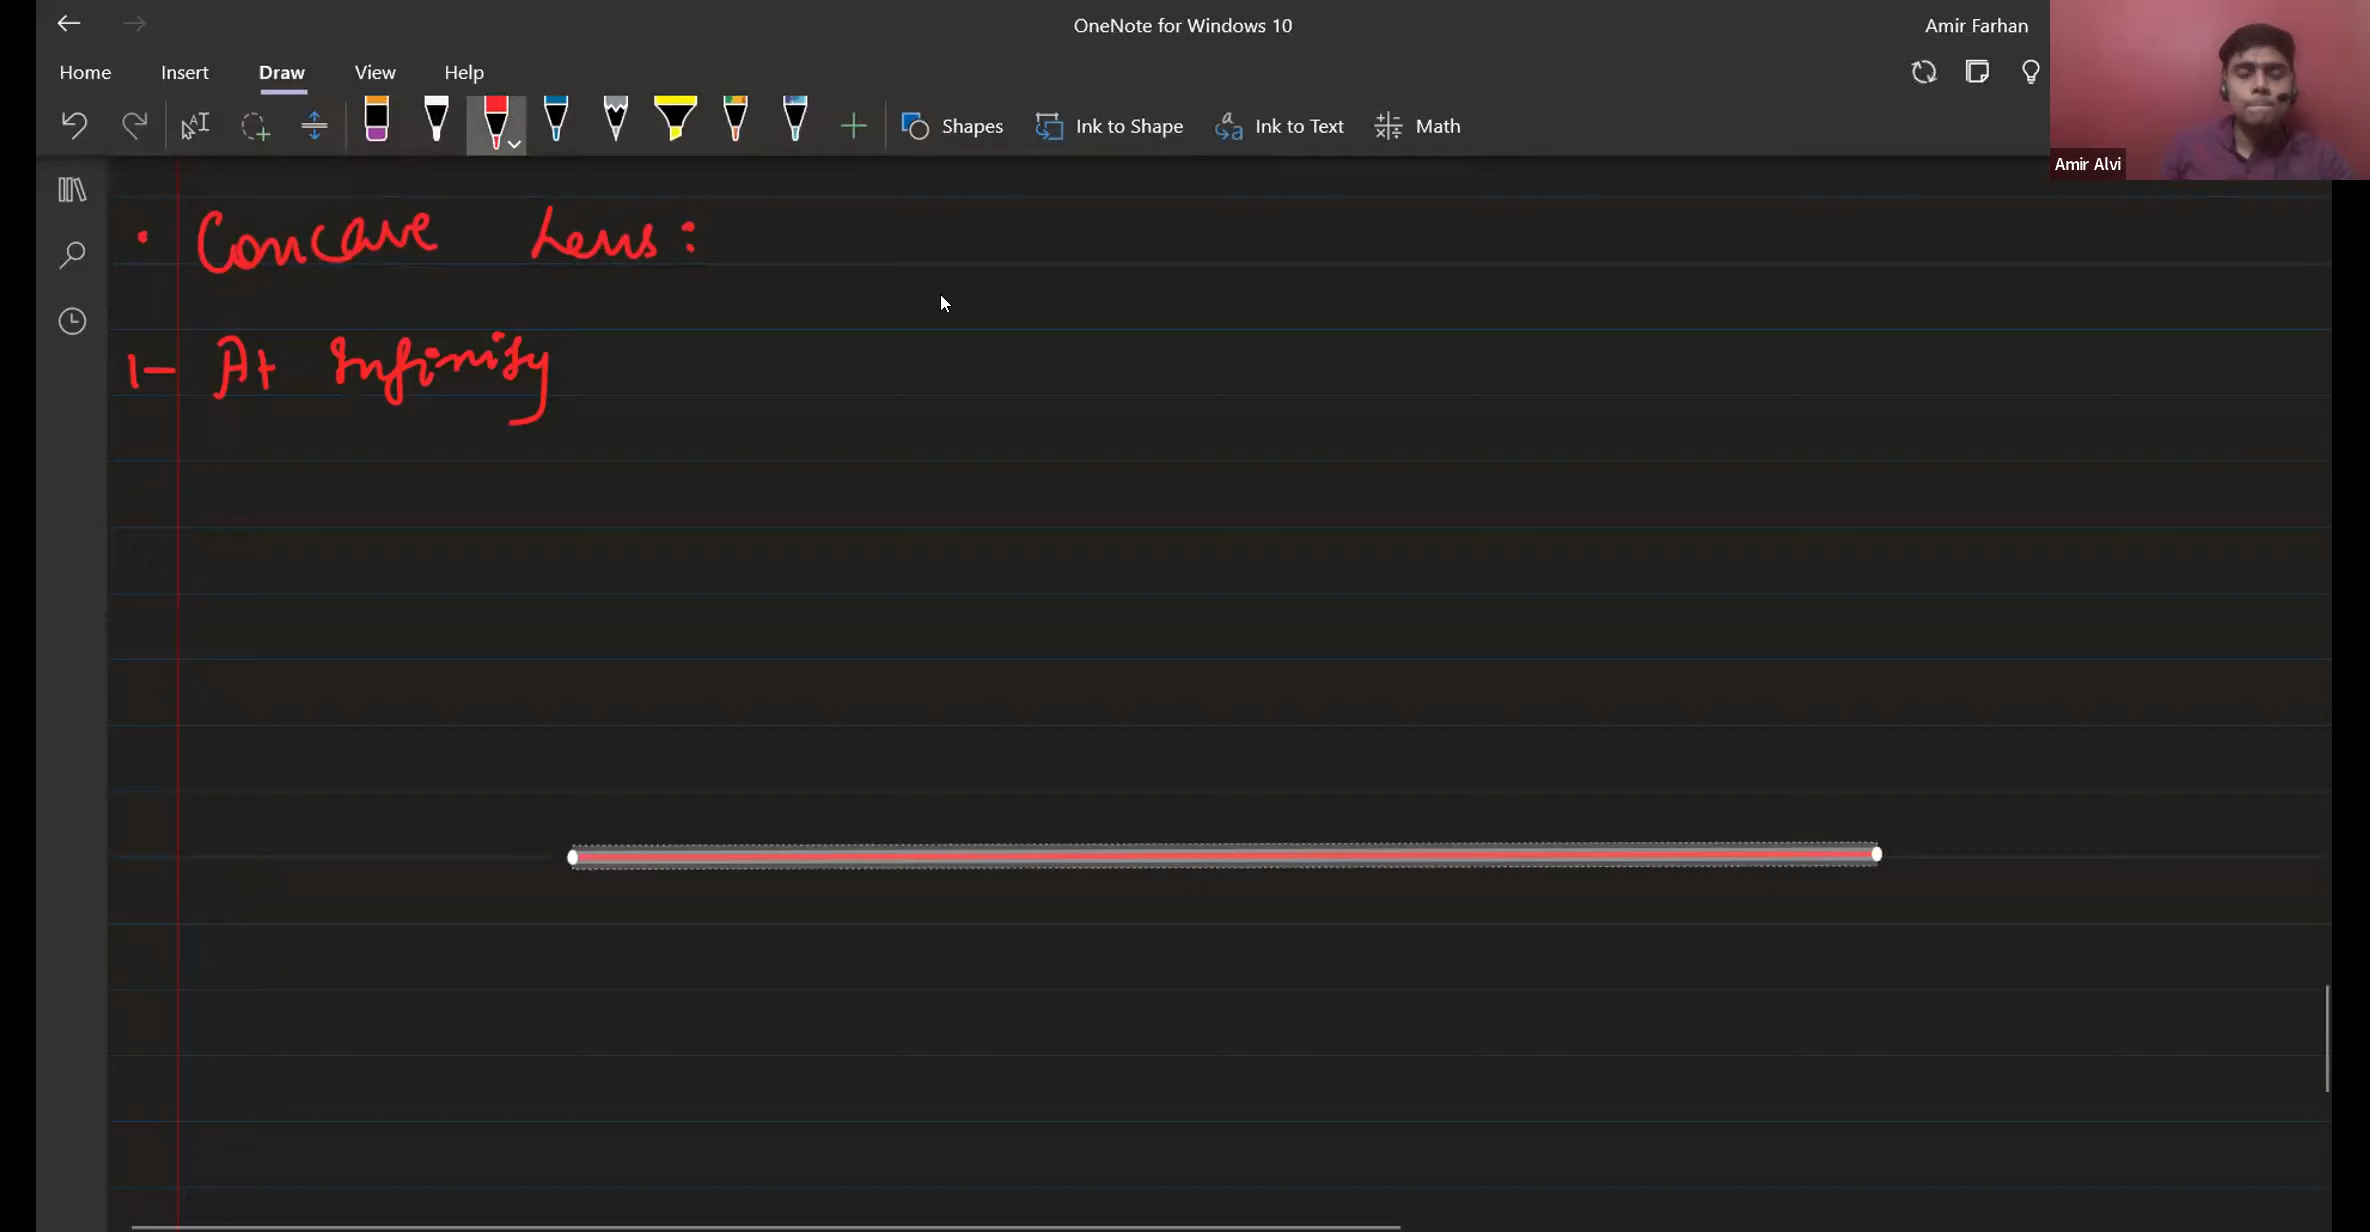 OneNote for Windows 10
Amir Farhan
Home Insert Draw View Help
Shapes Ink to Shape Ink to Text Math
Amir Alvi
• Concave Lens:
1- At Infinity